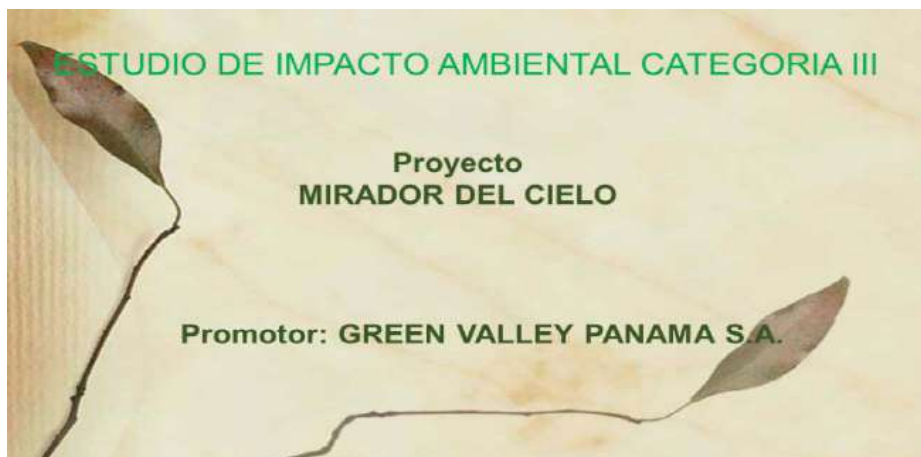 ESTUDIO DE IMPACTO AMBIENTAL CATEGORIA III
Proyecto
MIRADOR DEL CIELO
Promotor: GREEN VALLEY PANAMA S.A.